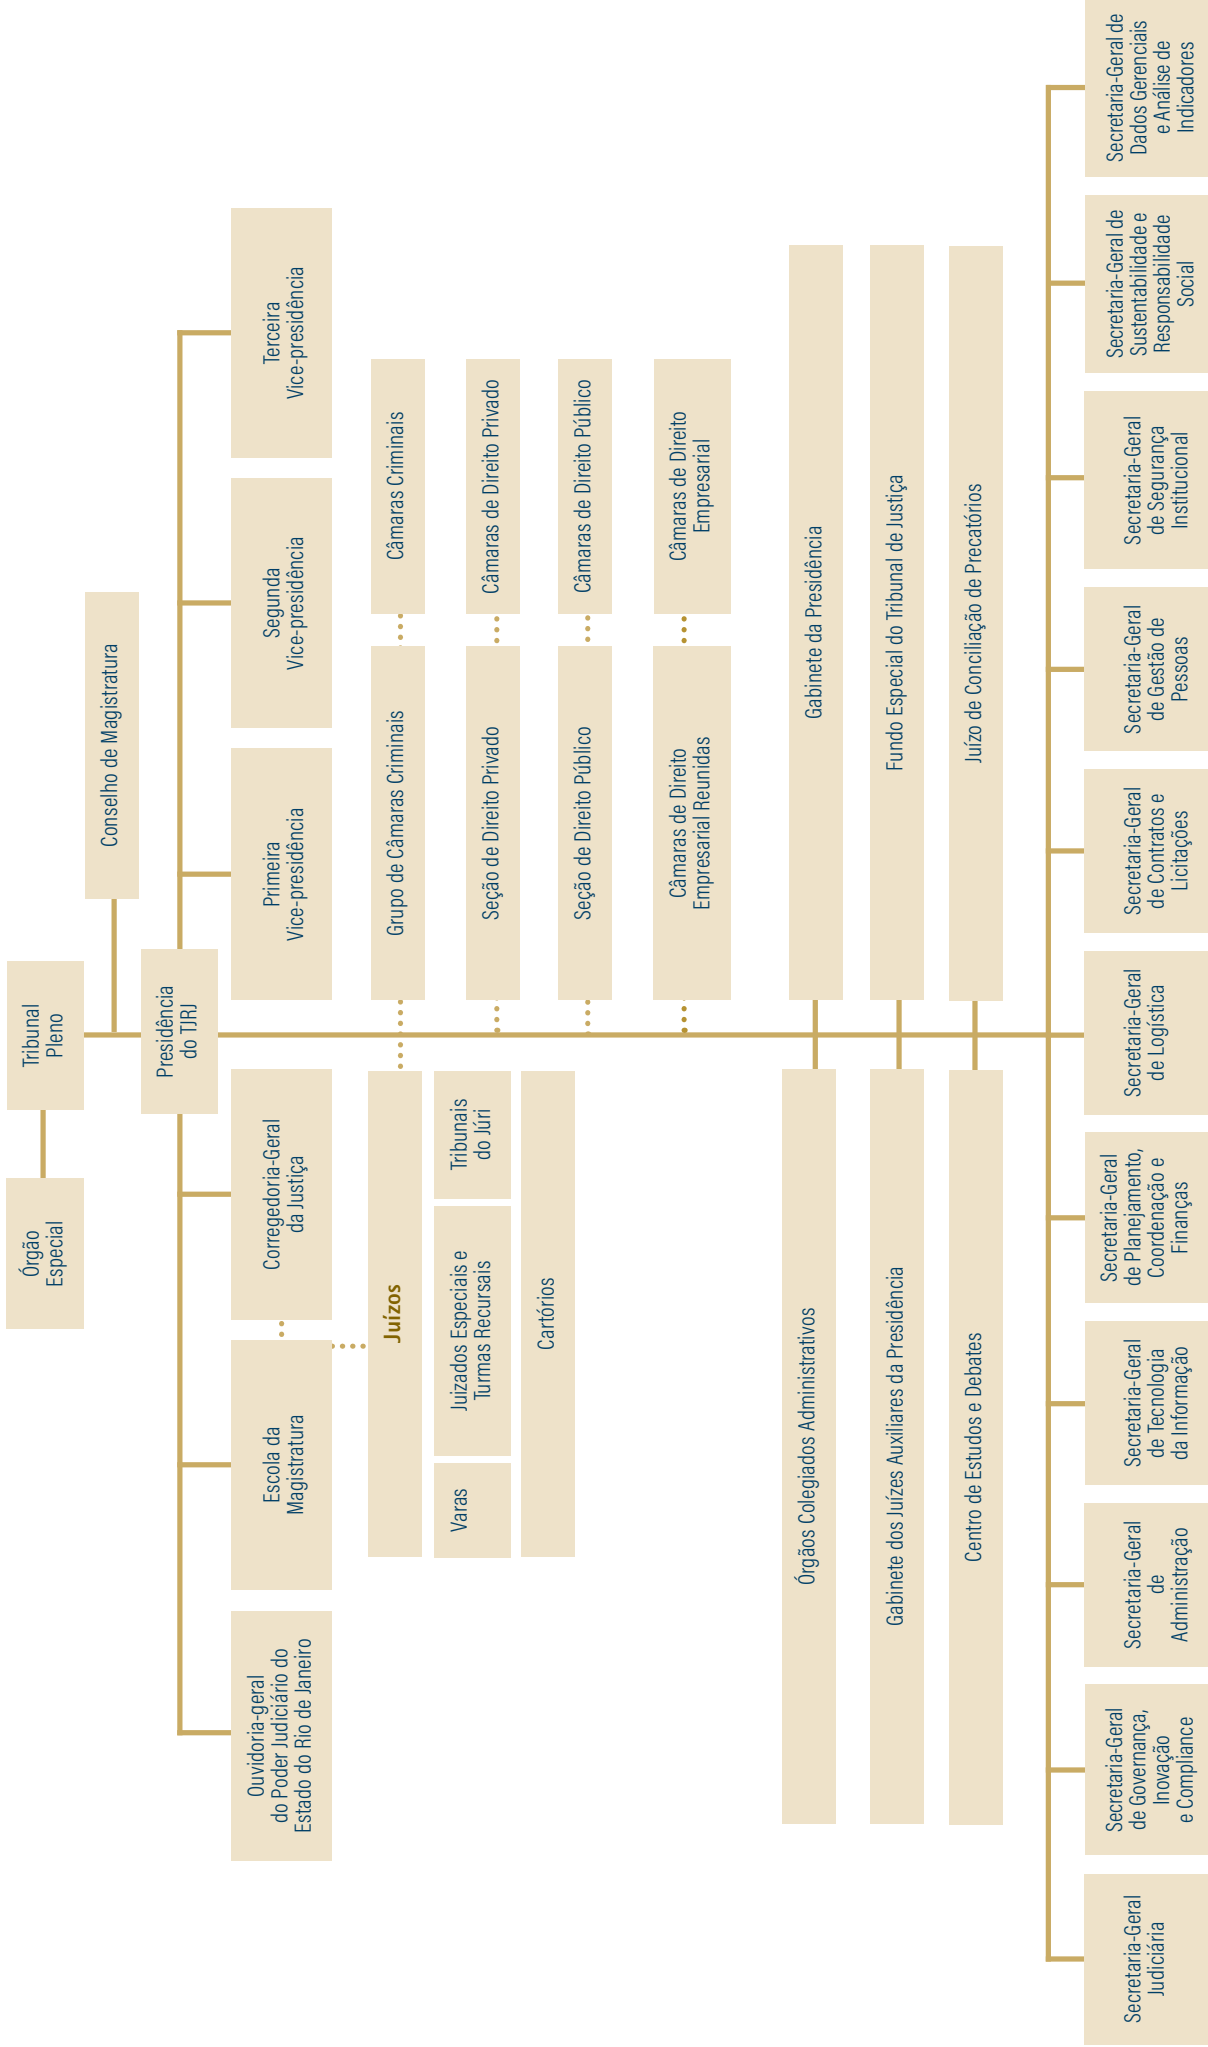 Órgão
Especial
Tribunal
Pleno
Conselho de Magistratura
Presidência
do TJRJ
Ouvidoria-geral
do Poder Judiciário do
Estado do Rio de Janeiro
Escola da
Magistratura
Corregedoria-Geral
da Justiça
Primeira
Vice-presidência
Segunda
Vice-presidência
Terceira
Vice-presidência
Juízos
Varas
Juizados Especiais e
Turmas Recursais
Tribunais
do Júri
Cartórios
Grupo de Câmaras Criminais
Câmaras Criminais
Seção de Direito Privado
Câmaras de Direito Privado
Seção de Direito Público
Câmaras de Direito Público
Câmaras de Direito
Empresarial Reunidas
Câmaras de Direito
Empresarial
Órgãos Colegiados Administrativos
Gabinete da Presidência
Gabinete dos Juízes Auxiliares da Presidência
Fundo Especial do Tribunal de Justiça
Centro de Estudos e Debates
Juízo de Conciliação de Precatórios
Secretaria-Geral
Judiciária
Secretaria-Geral
de Governança,
Inovação
e Compliance
Secretaria-Geral
de
Administração
Secretaria-Geral
de Tecnologia
da Informação
Secretaria-Geral
de Planejamento,
Coordenação e
Finanças
Secretaria-Geral
de Logística
Secretaria-Geral
de Contratos e
Licitações
Secretaria-Geral
de Gestão de
Pessoas
Secretaria-Geral
de Segurança
Institucional
Secretaria-Geral de
Sustentabilidade e
Responsabilidade
Social
Secretaria-Geral de
Dados Gerenciais
e Análise de
Indicadores